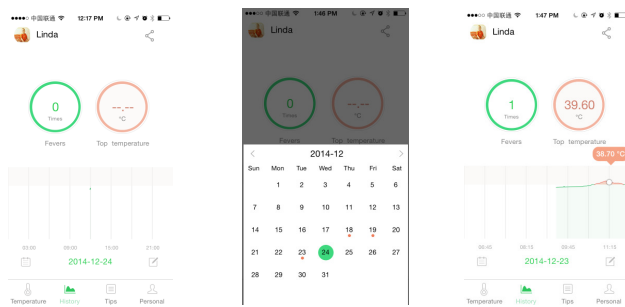 中国联通 12:17 PM
Linda
0
Times
--.--
°C
Fevers Top temperature
03:00 09:00 15:00 21:00
2014-12-24
Temperature History Tips Personal
中国联通 1:46 PM
Linda
0
Times
--.--
°C
Fevers Top temperature
< 2014-12 >
Sun Mon Tue Wed Thu Fri Sat
1 2 3 4 5 6
7 8 9 10 11 12 13
14 15 16 17 18 19 20
21 22 23 24 25 26 27
28 29 30 31
中国联通 1:47 PM
Linda
1
Times
39.60
°C
Fevers Top temperature
38.70 °C
08:15 09:45 11:15
2014-12-23
Temperature History Tips Personal